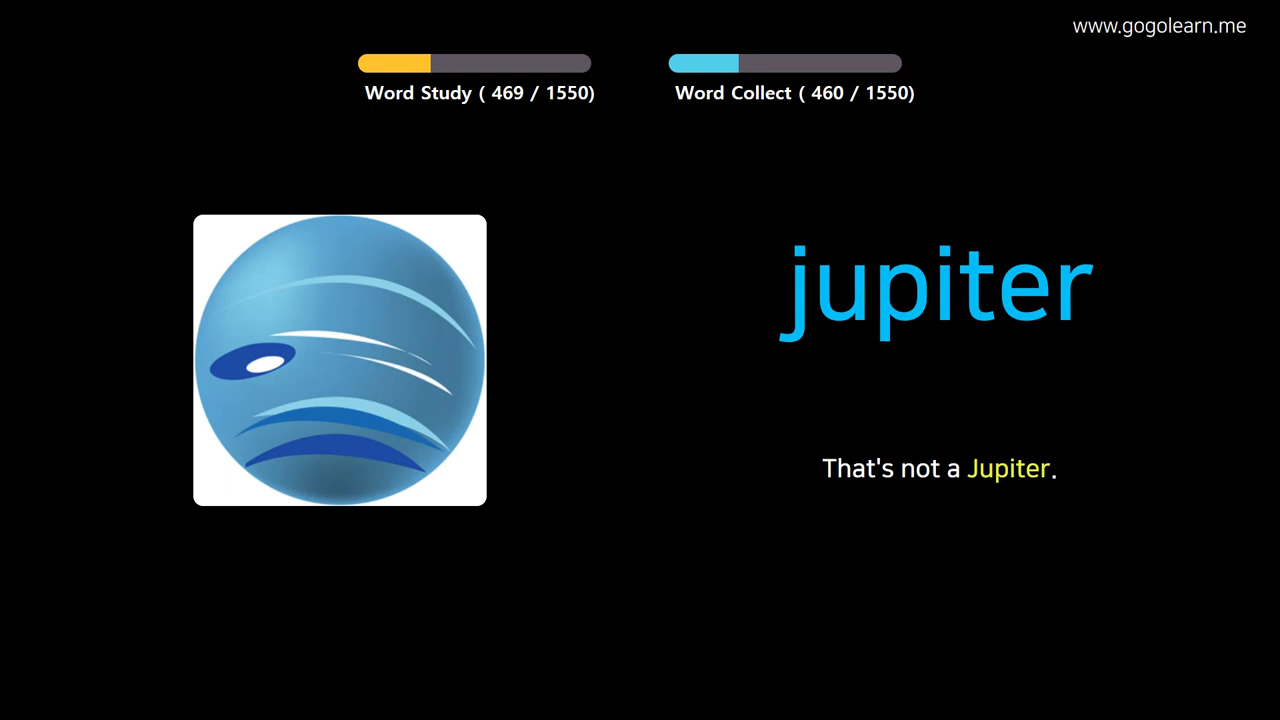 www.gogolearn.me
Word Study ( 469 / 1550)
Word Collect ( 460 / 1550)
jupiter
That's not a Jupiter.